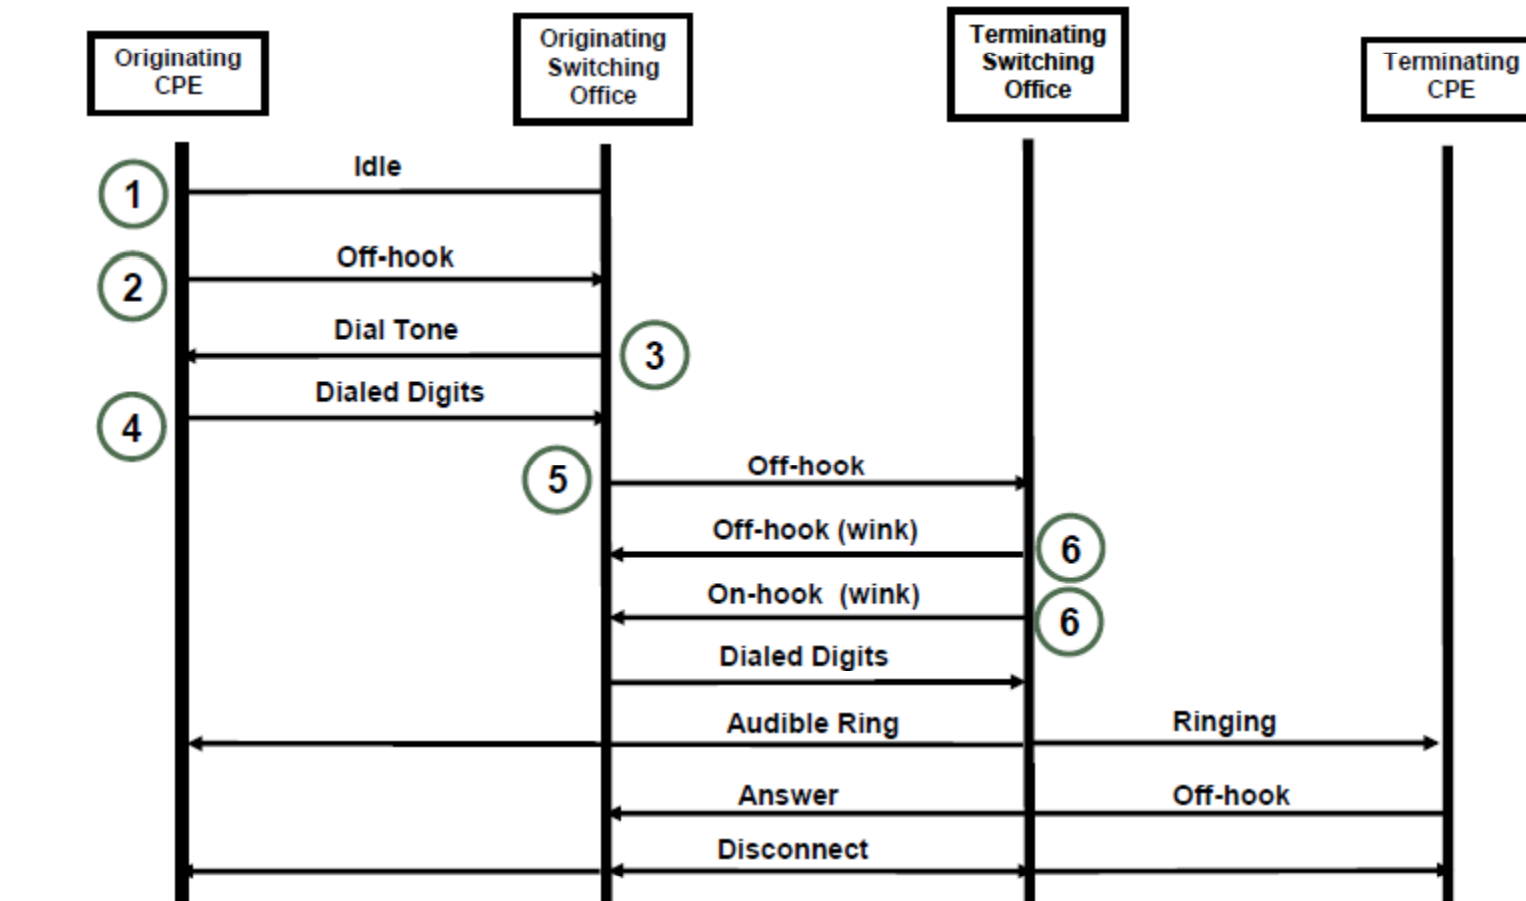 Originating
CPE
Originating
Switching
Office
Terminating
Switching
Office
Terminating
CPE
Idle
1
Off-hook
2
Dial Tone
3
Dialed Digits
4
Off-hook
5
Off-hook (wink)
6
On-hook (wink)
6
Dialed Digits
Audible Ring
Ringing
Answer
Off-hook
Disconnect